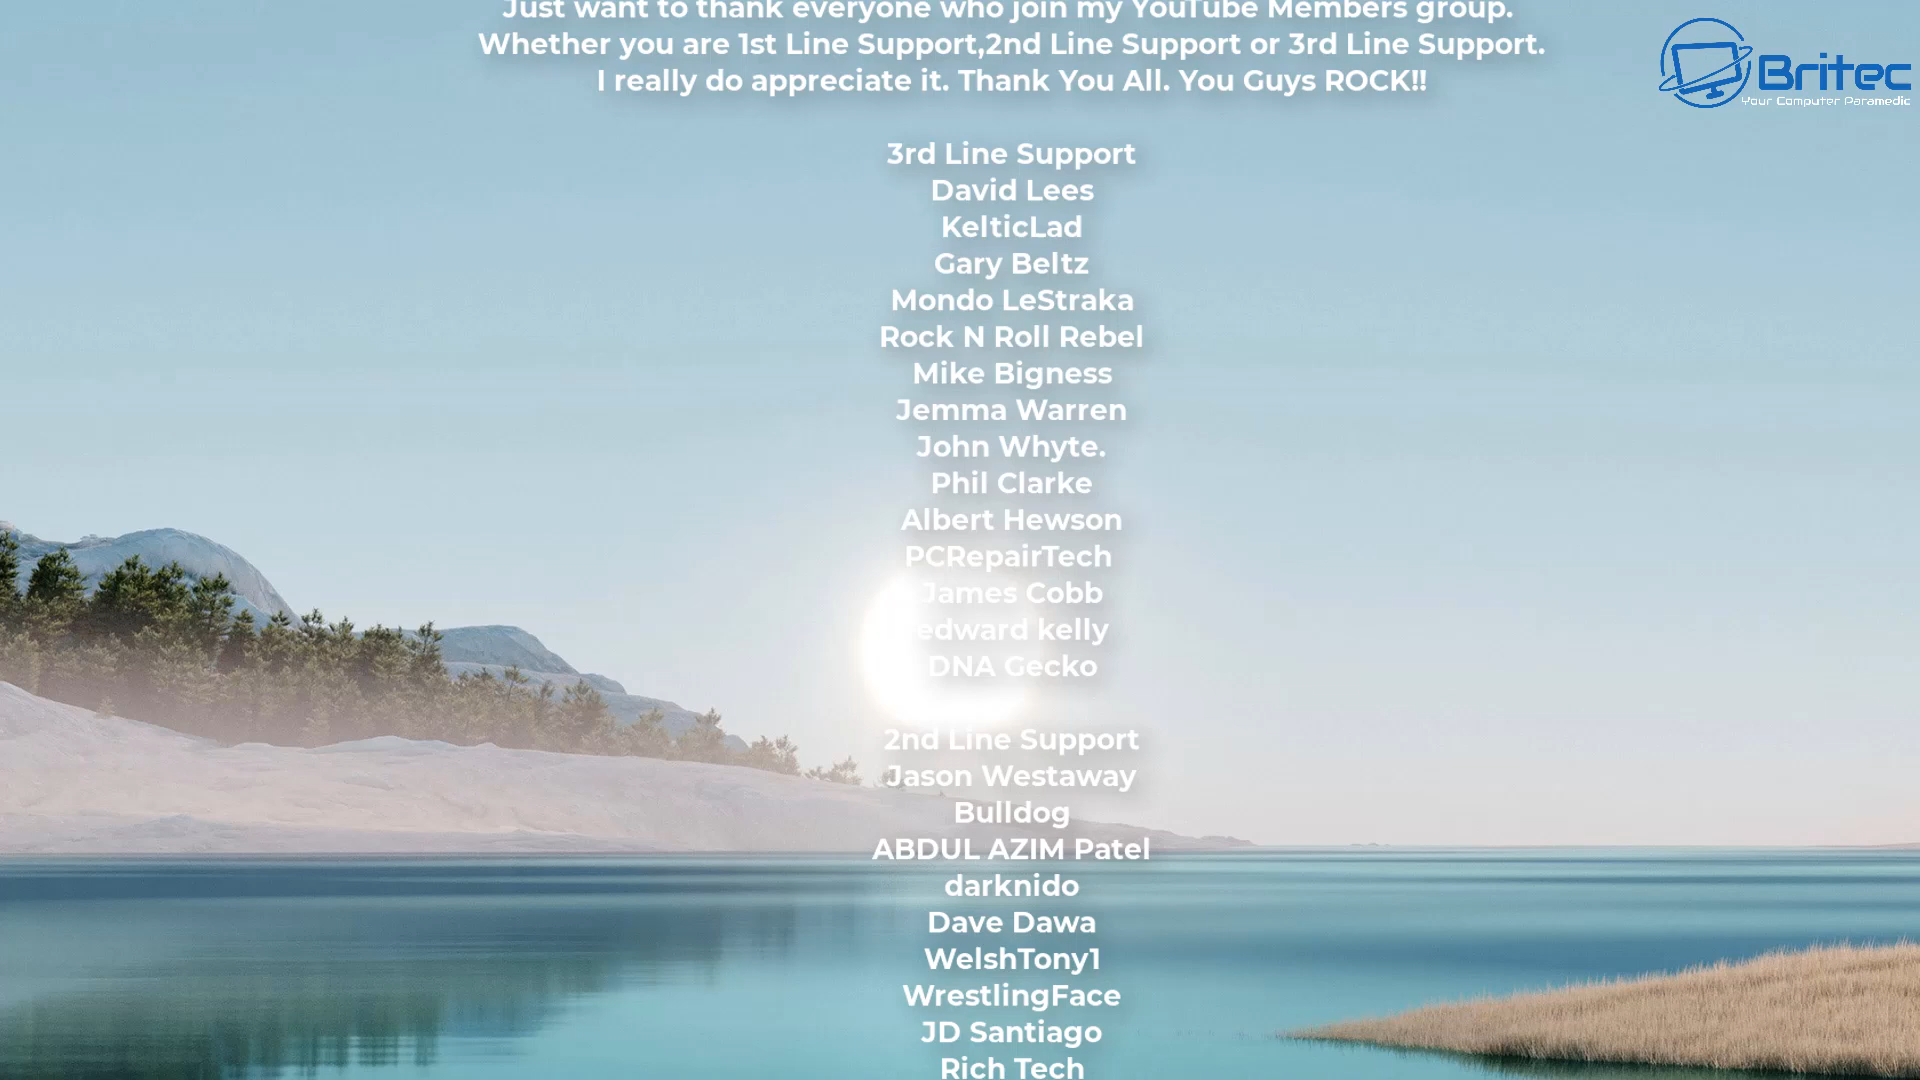 Just want to thank everyone who join my YouTube Members group.
Whether you are 1st Line Support,2nd Line Support or 3rd Line Support.
I really do appreciate it. Thank You All. You Guys ROCK!!
Britec
Your Computer Paramedic
3rd Line Support
David Lees
KelticLad
Gary Beltz
Mondo LeStraka
Rock N Roll Rebel
Mike Bigness
Jemma Warren
John Whyte.
Phil Clarke
Albert Hewson
PCRepairTech
James Cobb
edward kelly
DNA Gecko
2nd Line Support
Jason Westaway
Bulldog
ABDUL AZIM Patel
darknido
Dave Dawa
WelshTony1
WrestlingFace
JD Santiago
Rich Tech